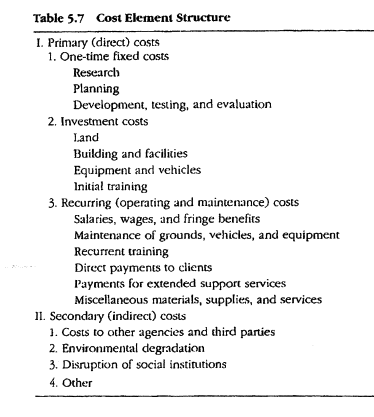 Table 5.7 Cost Element Structure
I. Primary (direct) costs
1. One-time fixed costs
Research
Planning
Development, testing, and evaluation
2. Investment costs
Land
Building and facilities
Equipment and vehicles
Initial training
3. Recurring (operating and maintenance) costs
Salaries, wages, and fringe benefits
Maintenance of grounds, vehicles, and equipment
Recurrent training
Direct payments to clients
Payments for extended support services
Miscellaneous materials, supplies, and services
II. Secondary (indirect) costs
1. Costs to other agencies and third parties
2. Environmental degradation
3. Disruption of social institutions
4. Other